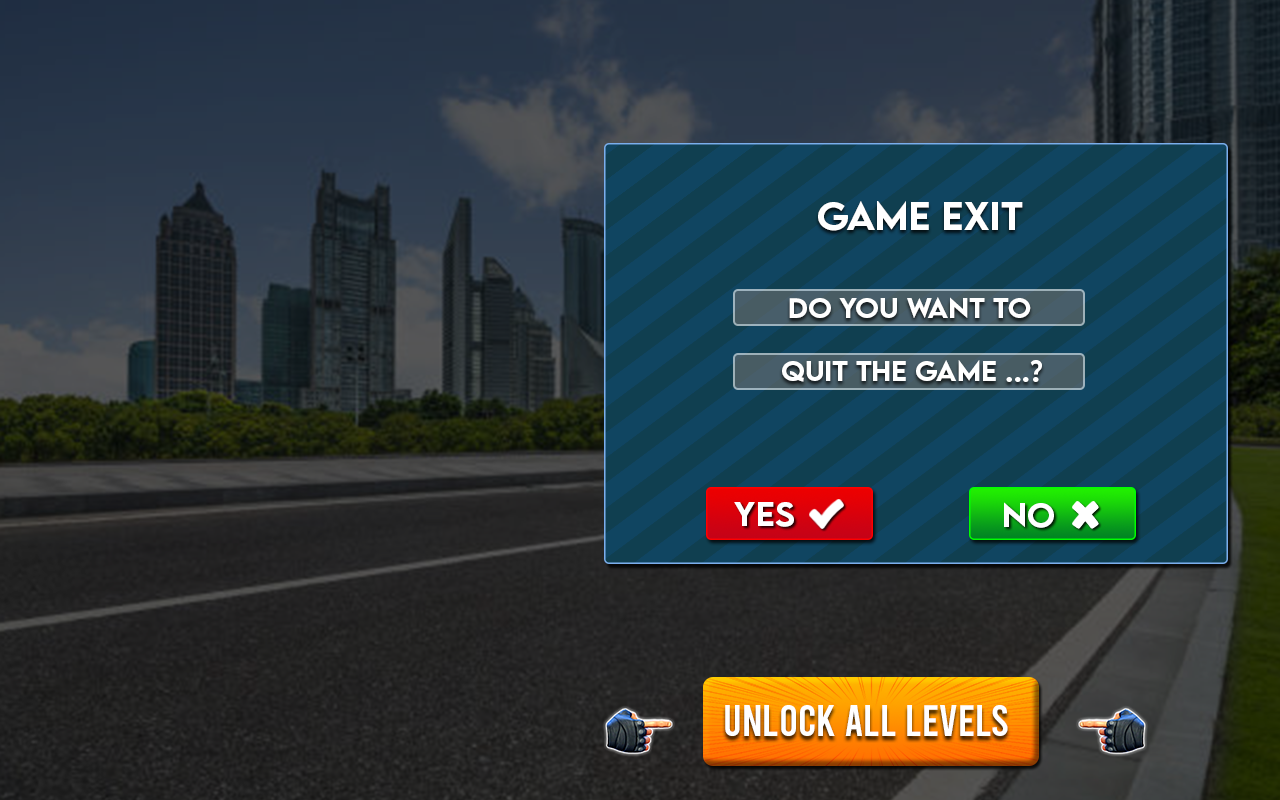 GAME EXIT
DO YOU WANT TO
QUIT THE GAME ...?
YES
NO
UNLOCK ALL LEVELS